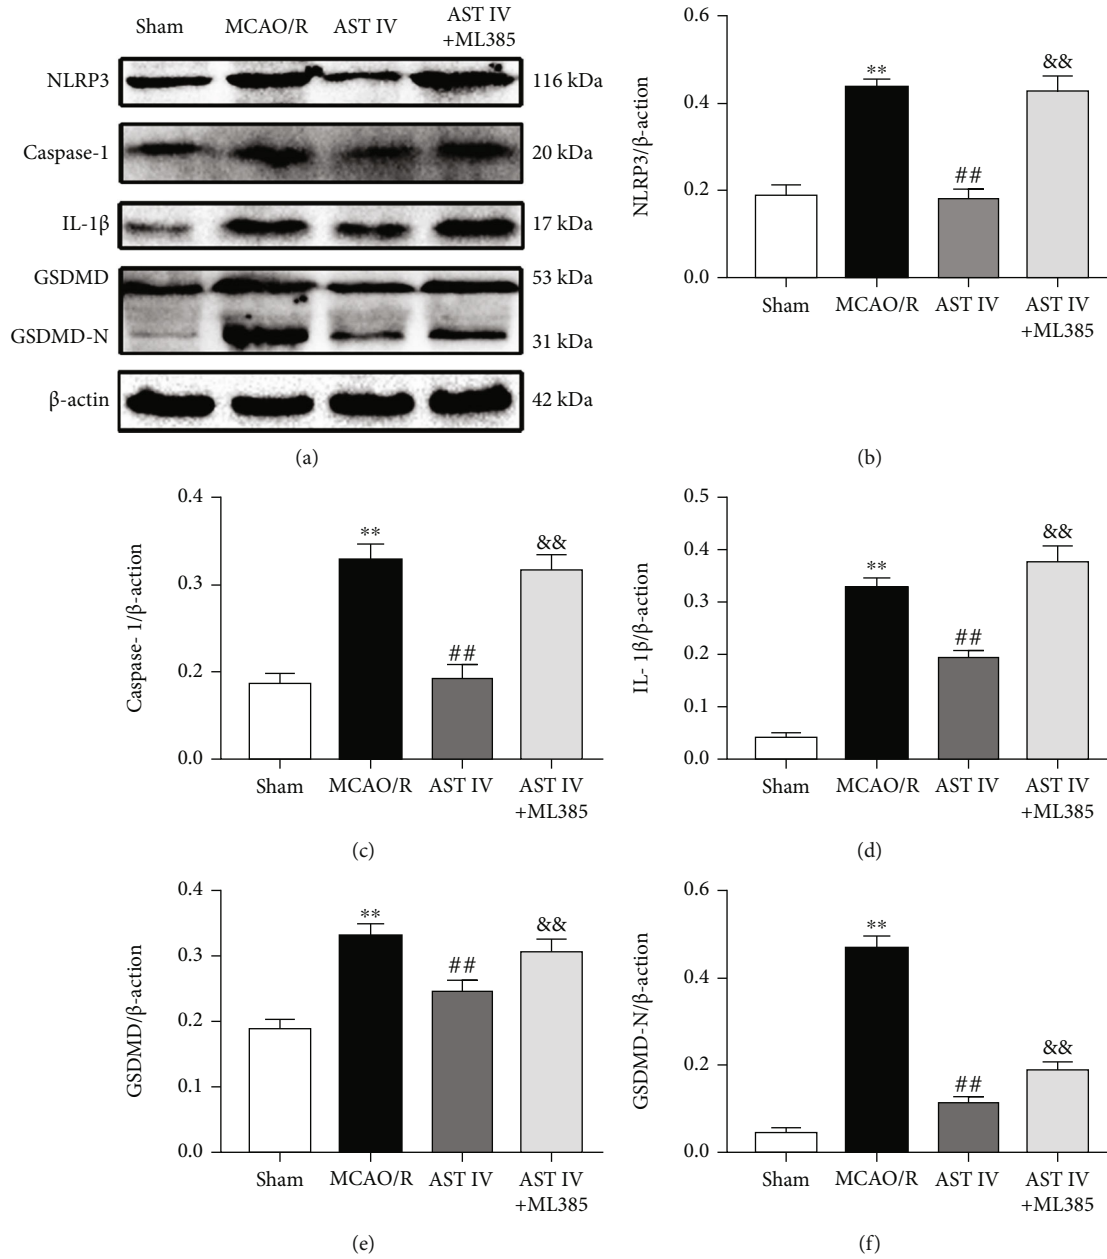 Sham MCAO/R AST IV AST IV
+ML385
NLRP3 116 kDa
Caspase-1 20 kDa
IL-1β 17 kDa
GSDMD 53 kDa
GSDMD-N 31 kDa
β-actin 42 kDa
(a)
NLRP3/β-action
0.6
0.4
0.2
0.0
** ## &&
Sham MCAO/R AST IV AST IV
+ML385
(b)
Caspase- 1/β-action
0.4
0.3
0.2
0.0
** ## &&
Sham MCAO/R AST IV AST IV
+ML385
(c)
IL- 1β/β-action
0.5
0.4
0.3
0.2
0.1
0.0
** ## &&
Sham MCAO/R AST IV AST IV
+ML385
(d)
GSDMD/β-action
0.4
0.3
0.2
0.1
0.0
** ## &&
Sham MCAO/R AST IV AST IV
+ML385
(e)
GSDMD-N/β-action
0.6
0.4
0.2
0.0
** ## &&
Sham MCAO/R AST IV AST IV
+ML385
(f)